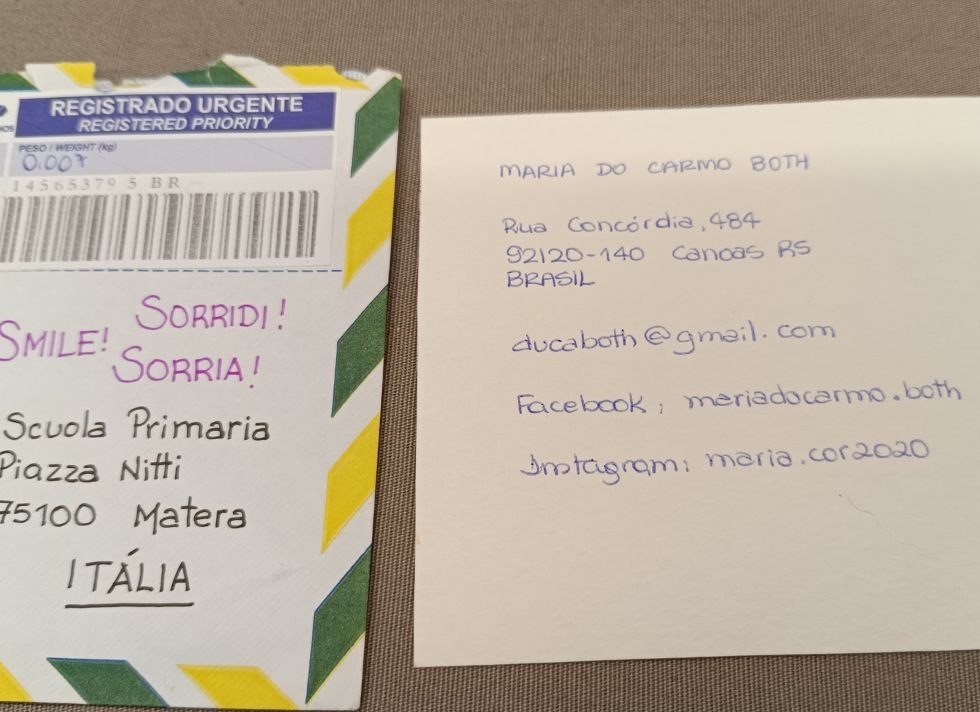 REGISTRADO URGENTE
REGISTERED PRIORITY
PESO / WEIGHT (kg)
0.007
14565379 5 BR
SORRIDI!
SMILE!
SORRIA!
Scuola Primaria
Piazza Nitti
75100 Matera
ITÁLIA
MARIA DO CARMO BOTH
Rua Concórdia, 484
92120-140 Canoas RS
BRASIL
ducaboth@gmail.com
Facebook: mariadocarmo.both
Instagram: maria.cor2020